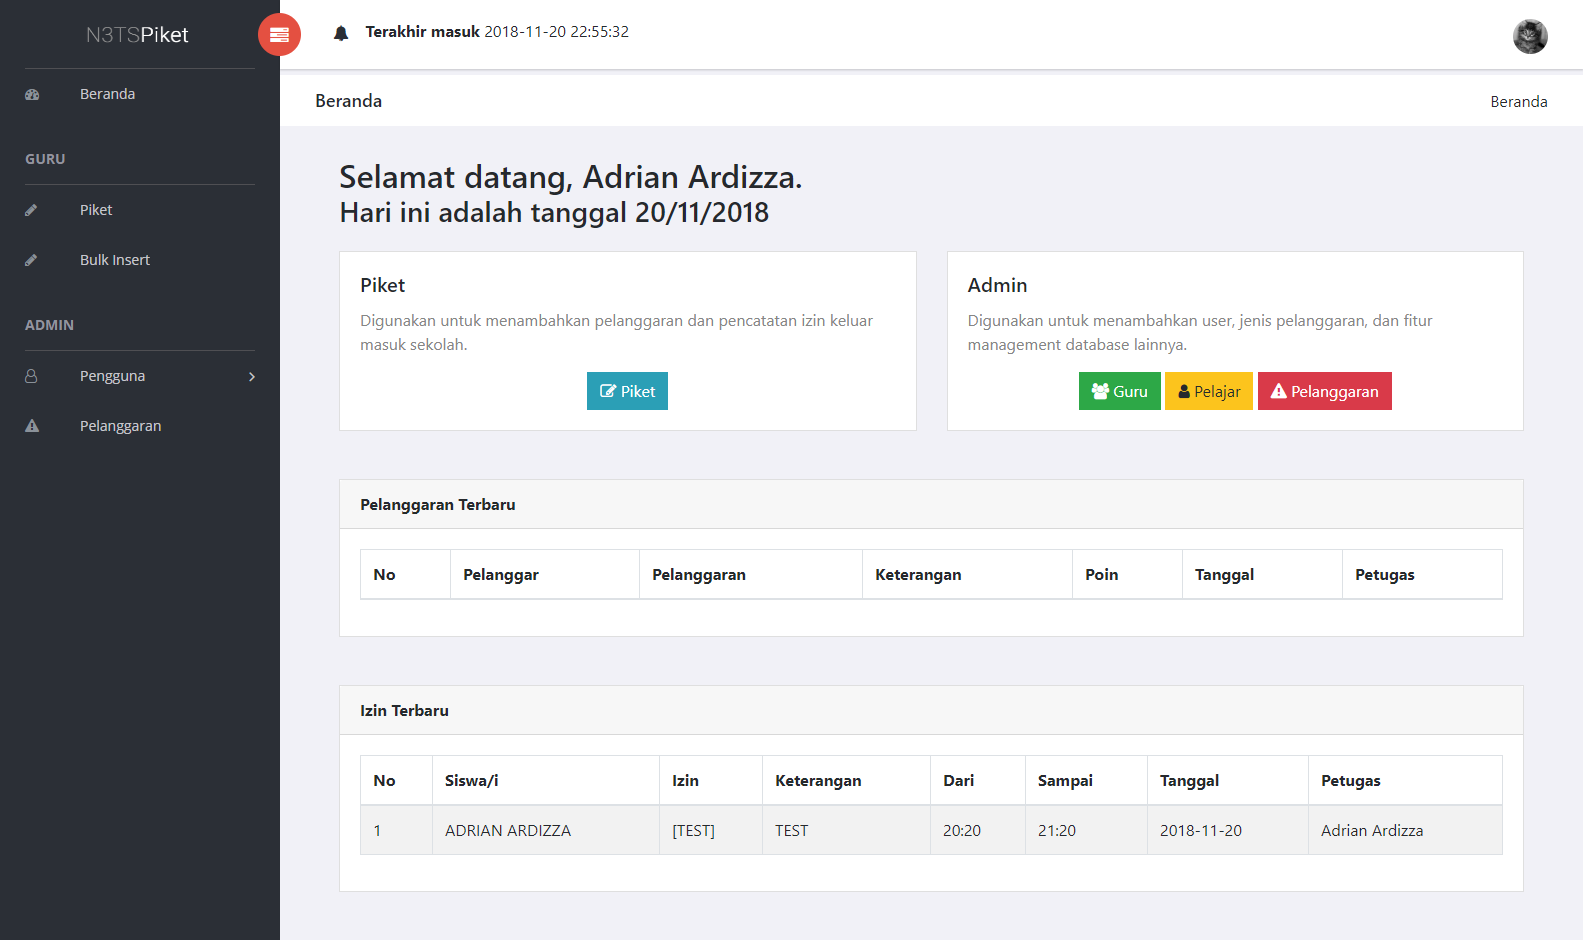 N3TSPiket
Terakhir masuk 2018-11-20 22:55:32
Beranda
GURU
Piket
Bulk Insert
ADMIN
Pengguna
Pelanggaran
Beranda
Beranda
Selamat datang, Adrian Ardizza.
Hari ini adalah tanggal 20/11/2018
Piket
Digunakan untuk menambahkan pelanggaran dan pencatatan izin keluar
masuk sekolah.
Piket
Admin
Digunakan untuk menambahkan user, jenis pelanggaran, dan fitur
management database lainnya.
Guru Pelajar Pelanggaran
Pelanggaran Terbaru
No Pelanggar Pelanggaran Keterangan Poin Tanggal Petugas
Izin Terbaru
No Siswa/i Izin Keterangan Dari Sampai Tanggal Petugas
1 ADRIAN ARDIZZA [TEST] TEST 20:20 21:20 2018-11-20 Adrian Ardizza